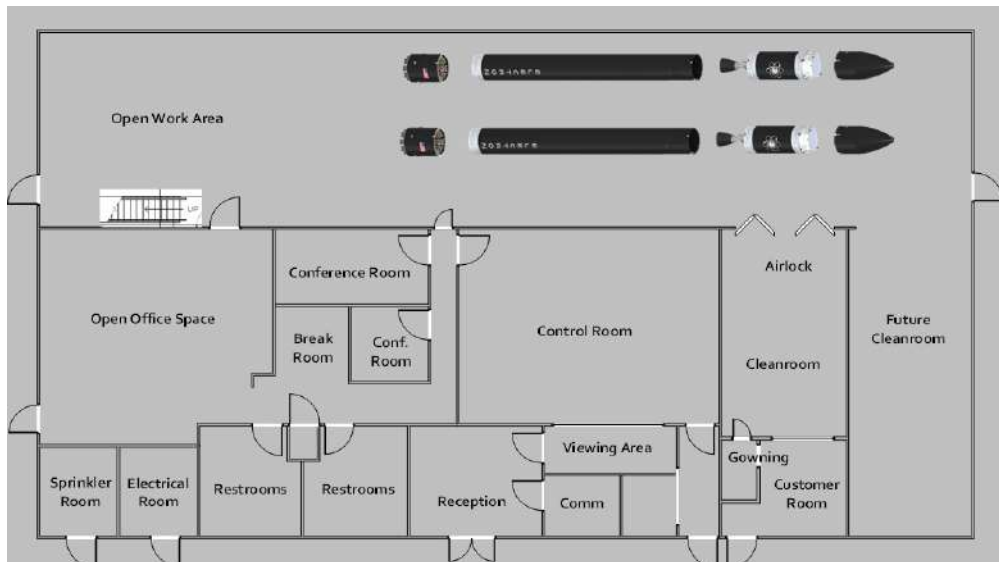 Open Work Area
UP
Conference Room
Airlock
Open Office Space
Break
Room
Conf.
Room
Control Room
Future
Cleanroom
Cleanroom
Viewing Area
Gowning
Sprinkler
Room
Electrical
Room
Restrooms
Restrooms
Reception
Comm
Customer
Room